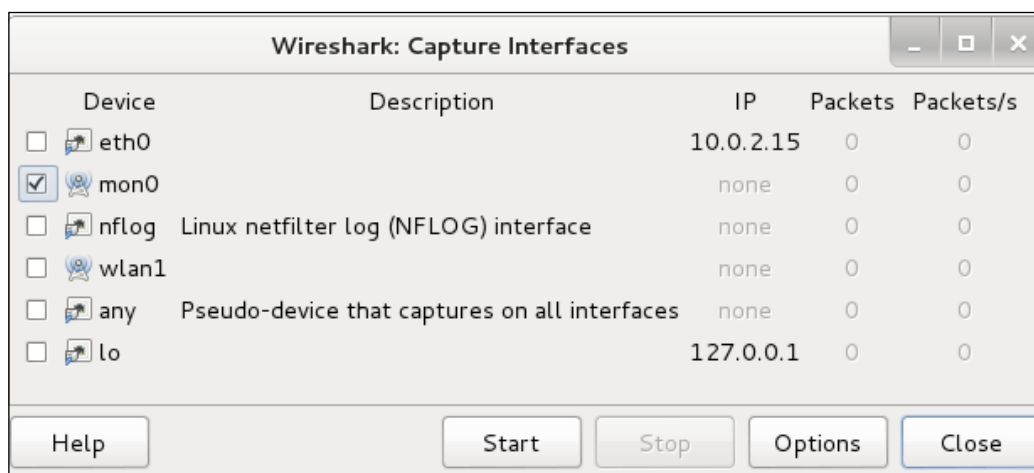 Wireshark: Capture Interfaces
Device Description IP Packets Packets/s
eth0 10.0.2.15 0 0
mon0 none 0 0
nflog Linux netfilter log (NFLOG) interface none 0 0
wlan1 none 0 0
any Pseudo-device that captures on all interfaces none 0 0
lo 127.0.0.1 0 0
Help Start Stop Options Close